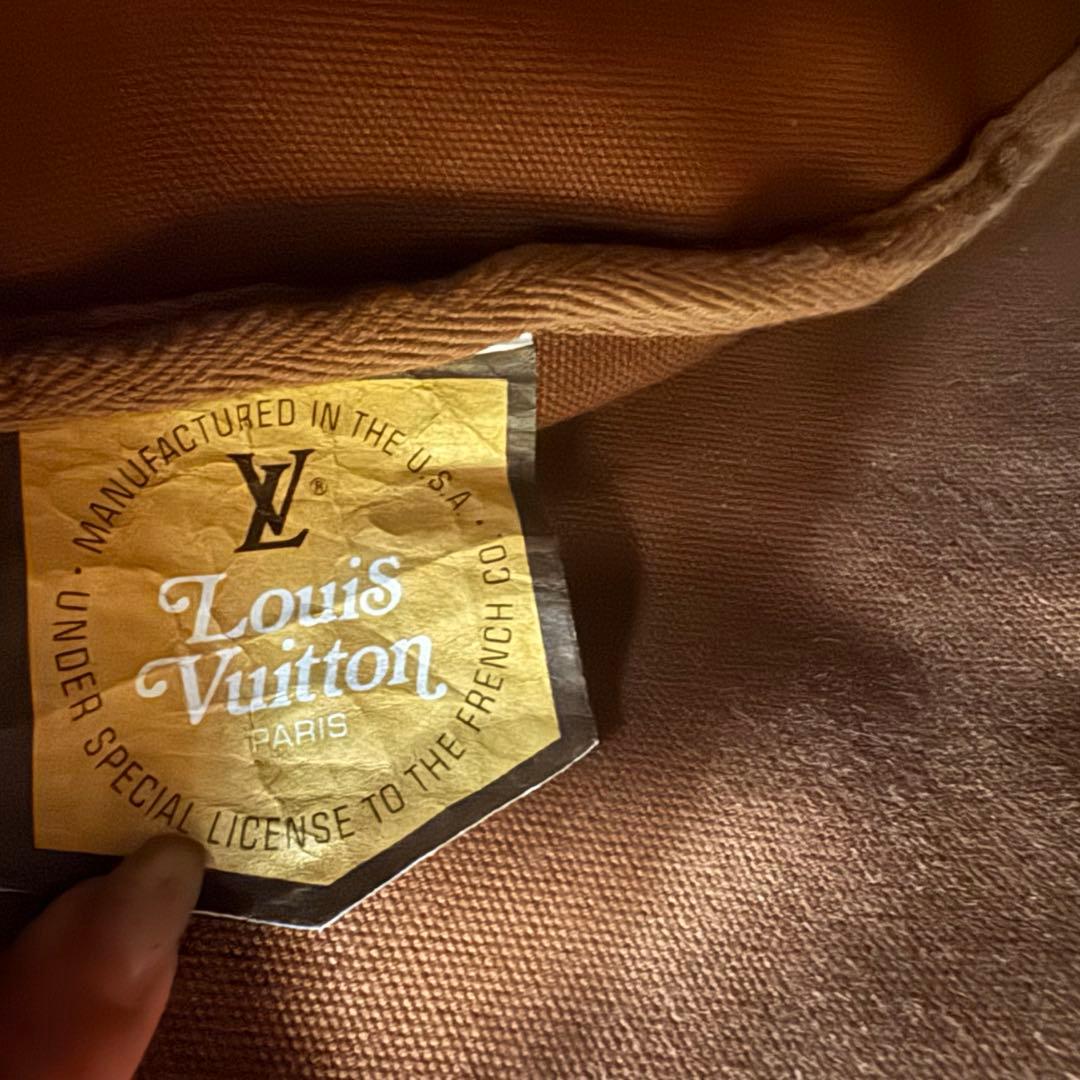 · MANUFACTURED IN THE U.S.A. ·
LV ®
Louis
Vuitton
PARIS
UNDER SPECIAL LICENSE TO THE FRENCH CO.